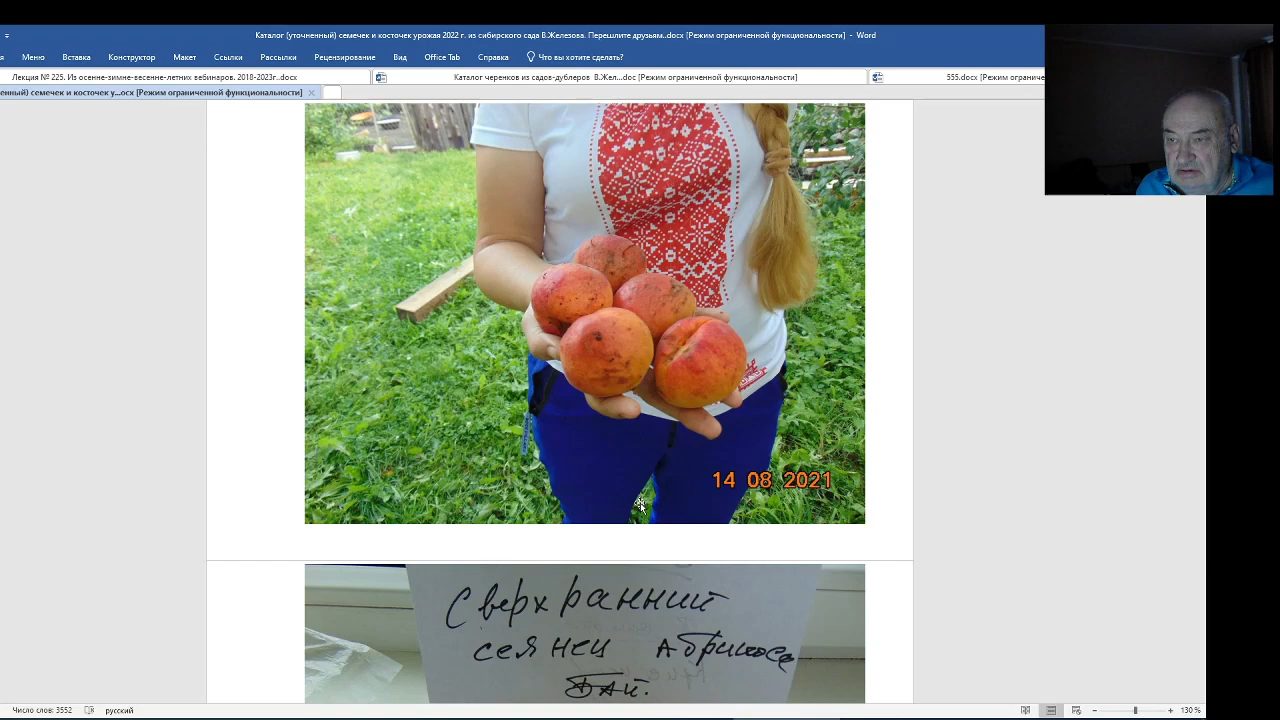 Каталог [уточненный] семечек и косточек урожая 2022 г. из сибирского сада В.Железова. Перешлите друзьям..docx [Режим ограниченной функциональности] - Word
Меню Вставка Конструктор Макет Ссылки Рассылки Рецензирование Вид Office Tab Справка Что вы хотите сделать?
Лекция № 225. Из осенне-зимне-весенне-летних вебинаров. 2018-2023г..docx Каталог черенков из садов-дублеров В.Жел...doc [Режим ограниченной функциональности] 555.docx [Режим ограниче
енный) семечек и косточек у...осх [Режим ограниченной функциональности]
14 08 2021
Сверхранний
сеянец Абрикоса
БАЙ.
Число слов: 3552 русский 130 %